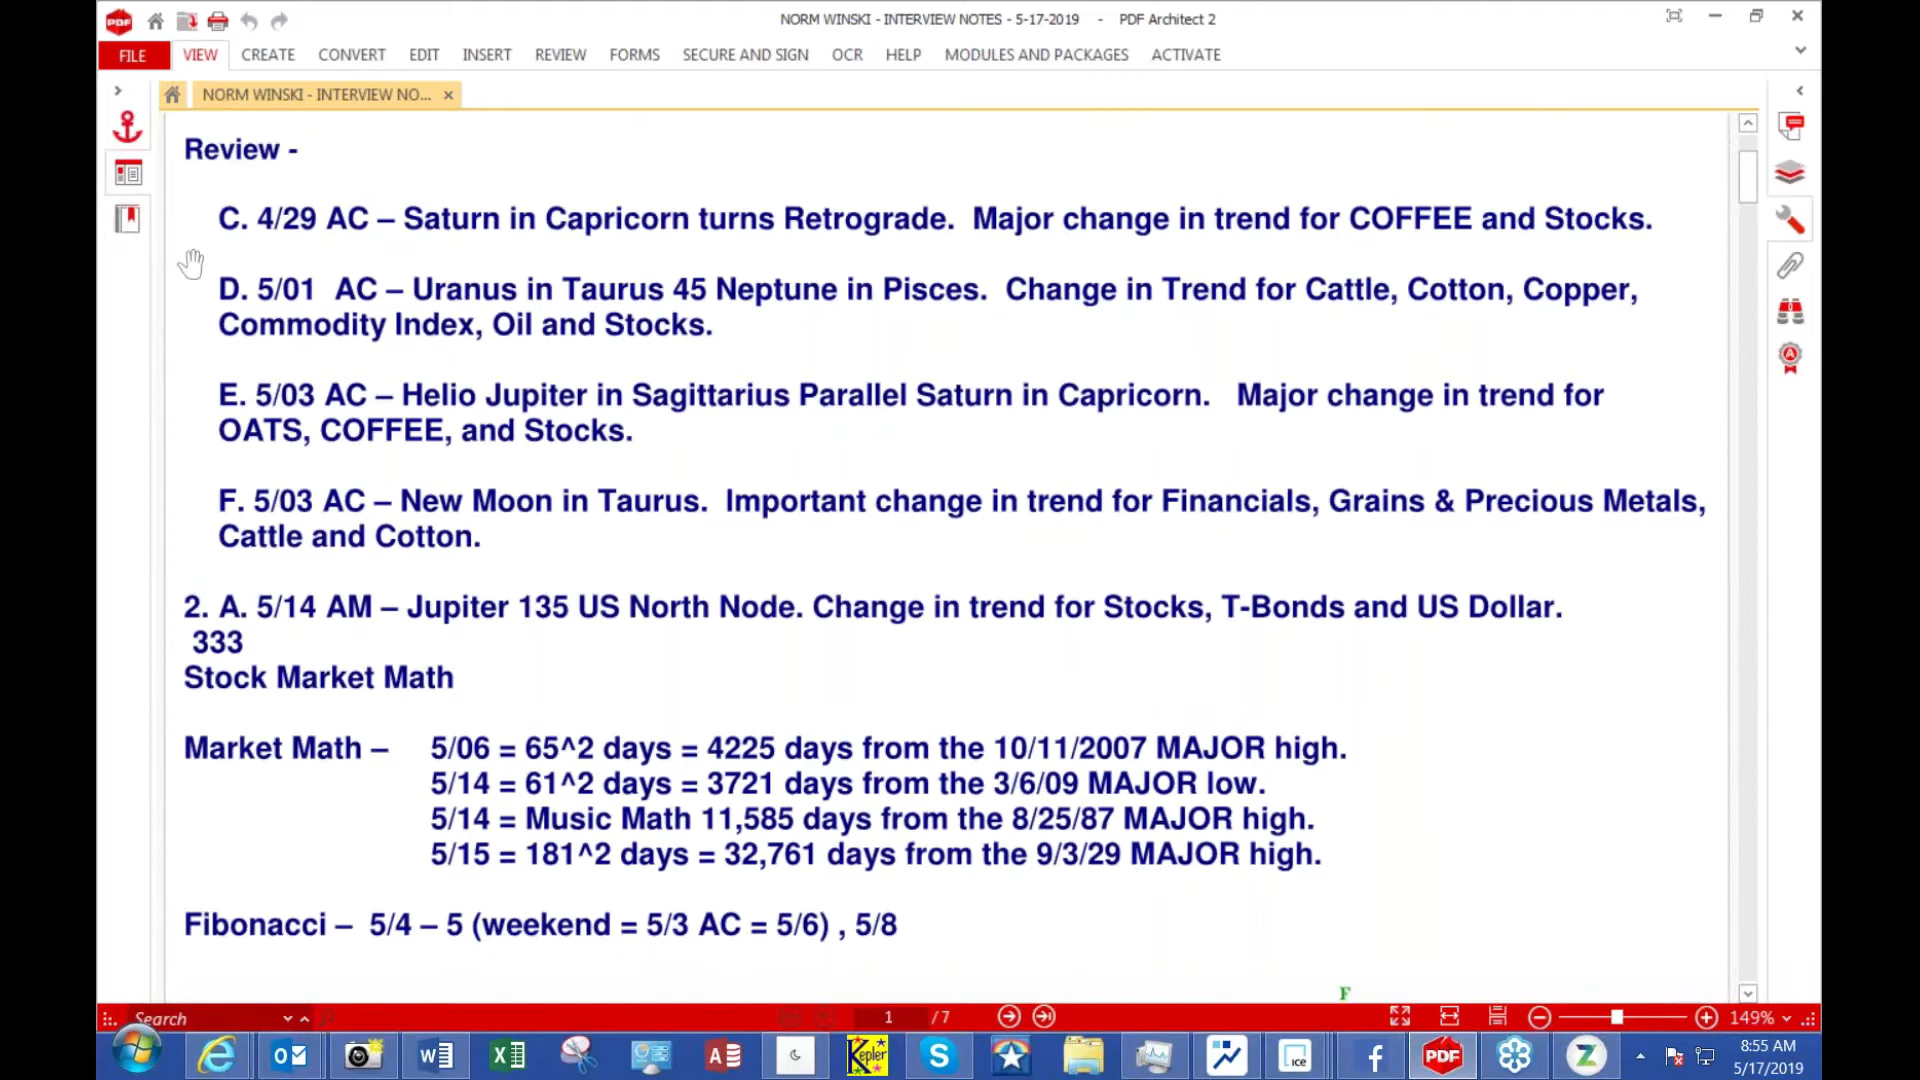 NORM WINSKI - INTERVIEW NOTES - 5-17-2019 - PDF Architect 2
FILE VIEW CREATE CONVERT EDIT INSERT REVIEW FORMS SECURE AND SIGN OCR HELP MODULES AND PACKAGES ACTIVATE
NORM WINSKI - INTERVIEW NO... ×
Review -
C. 4/29 AC – Saturn in Capricorn turns Retrograde. Major change in trend for COFFEE and Stocks.
D. 5/01 AC – Uranus in Taurus 45 Neptune in Pisces. Change in Trend for Cattle, Cotton, Copper,
Commodity Index, Oil and Stocks.
E. 5/03 AC – Helio Jupiter in Sagittarius Parallel Saturn in Capricorn. Major change in trend for
OATS, COFFEE, and Stocks.
F. 5/03 AC – New Moon in Taurus. Important change in trend for Financials, Grains & Precious Metals,
Cattle and Cotton.
2. A. 5/14 AM – Jupiter 135 US North Node. Change in trend for Stocks, T-Bonds and US Dollar.
333
Stock Market Math
Market Math – 5/06 = 65^2 days = 4225 days from the 10/11/2007 MAJOR high.
5/14 = 61^2 days = 3721 days from the 3/6/09 MAJOR low.
5/14 = Music Math 11,585 days from the 8/25/87 MAJOR high.
5/15 = 181^2 days = 32,761 days from the 9/3/29 MAJOR high.
Fibonacci – 5/4 – 5 (weekend = 5/3 AC = 5/6) , 5/8
F
Search 1 /7 149%
Kepler ice PDF 8:55 AM
5/17/2019